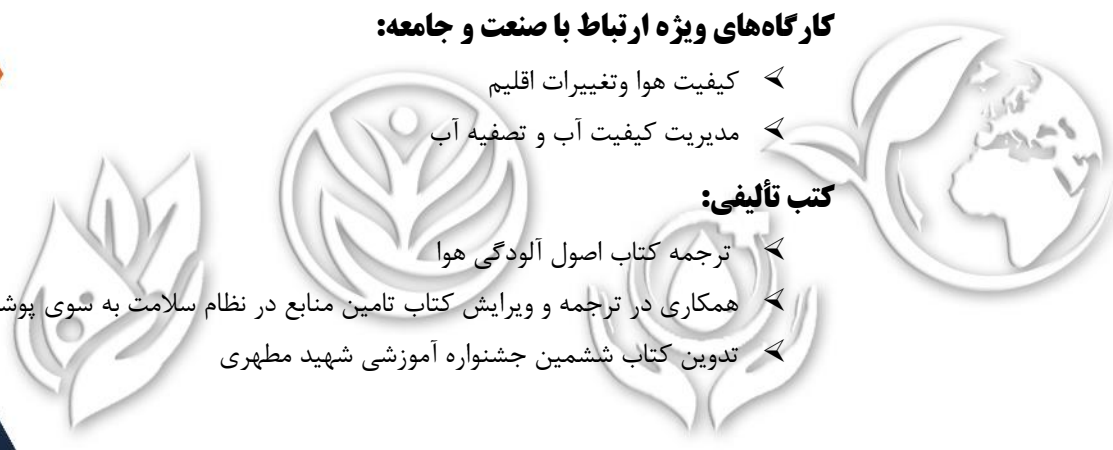 کارگاه‌های ویژه ارتباط با صنعت و جامعه:
کیفیت هوا وتغییرات اقلیم
مدیریت کیفیت آب و تصفیه آب
کتب تألیفی:
ترجمه کتاب اصول آلودگی هوا
همکاری در ترجمه و ویرایش کتاب تامین منابع در نظام سلامت به سوی
تدوین کتاب ششمین جشنواره آموزشی شهید مطهری